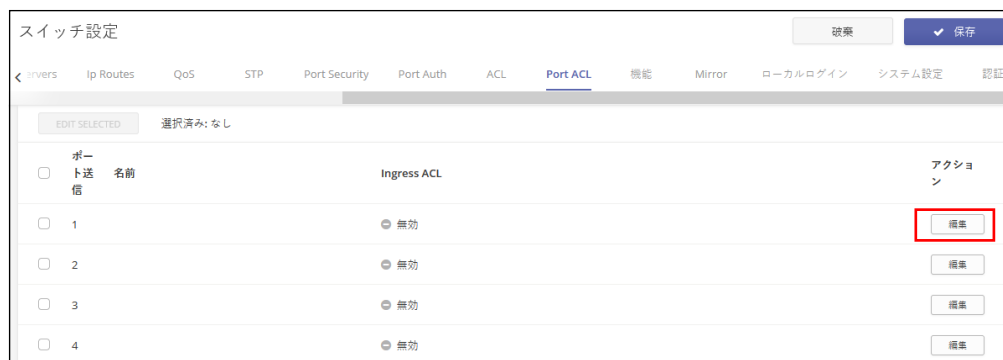 スイッチ設定
破棄
保存
ervers Ip Routes QoS STP Port Security Port Auth ACL Port ACL 機能 Mirror ローカルログイン システム設定 認証
EDIT SELECTED 選択済み: なし
ポート送信 名前 Ingress ACL アクション
1 無効 編集
2 無効 編集
3 無効 編集
4 無効 編集